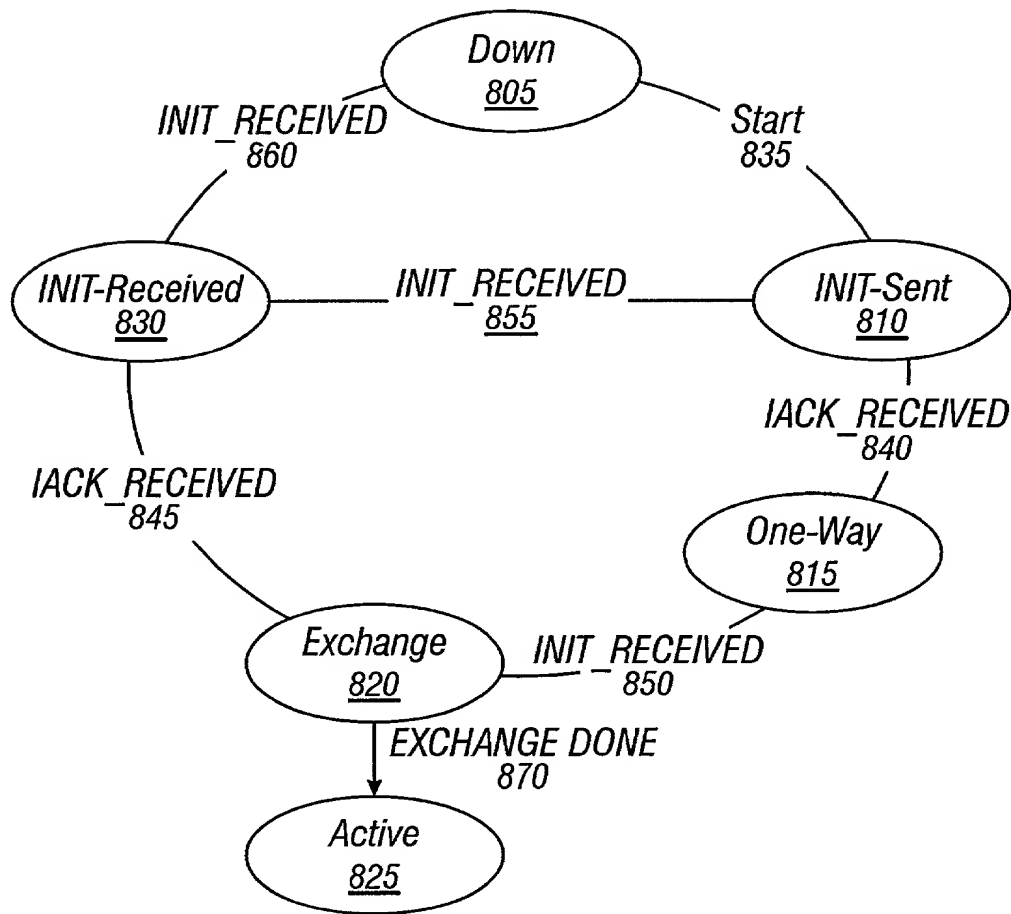 Down
805
INIT_RECEIVED
860
Start
835
INIT-Received
830
INIT_RECEIVED
855
INIT-Sent
810
IACK_RECEIVED
840
IACK_RECEIVED
845
One-Way
815
Exchange
820
INIT_RECEIVED
850
EXCHANGE DONE
870
Active
825